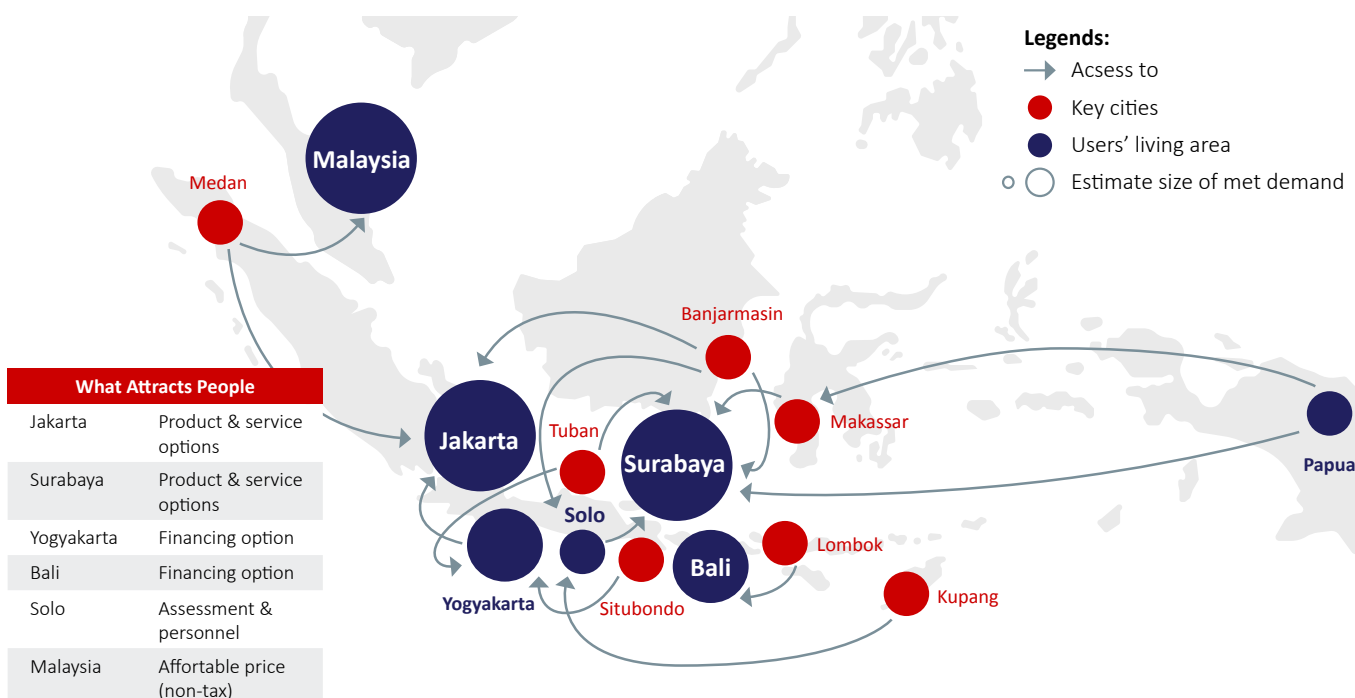 Legends:
Acsess to
Key cities
Users' living area
Estimate size of met demand
Malaysia
Medan
Banjarmasin
Jakarta
Tuban
Surabaya
Makassar
Papua
Solo
Yogyakarta
Situbondo
Bali
Lombok
Kupang
What Attracts People
Jakarta Product & service
options
Surabaya Product & service
options
Yogyakarta Financing option
Bali Financing option
Solo Assessment &
personnel
Malaysia Affortable price
(non-tax)